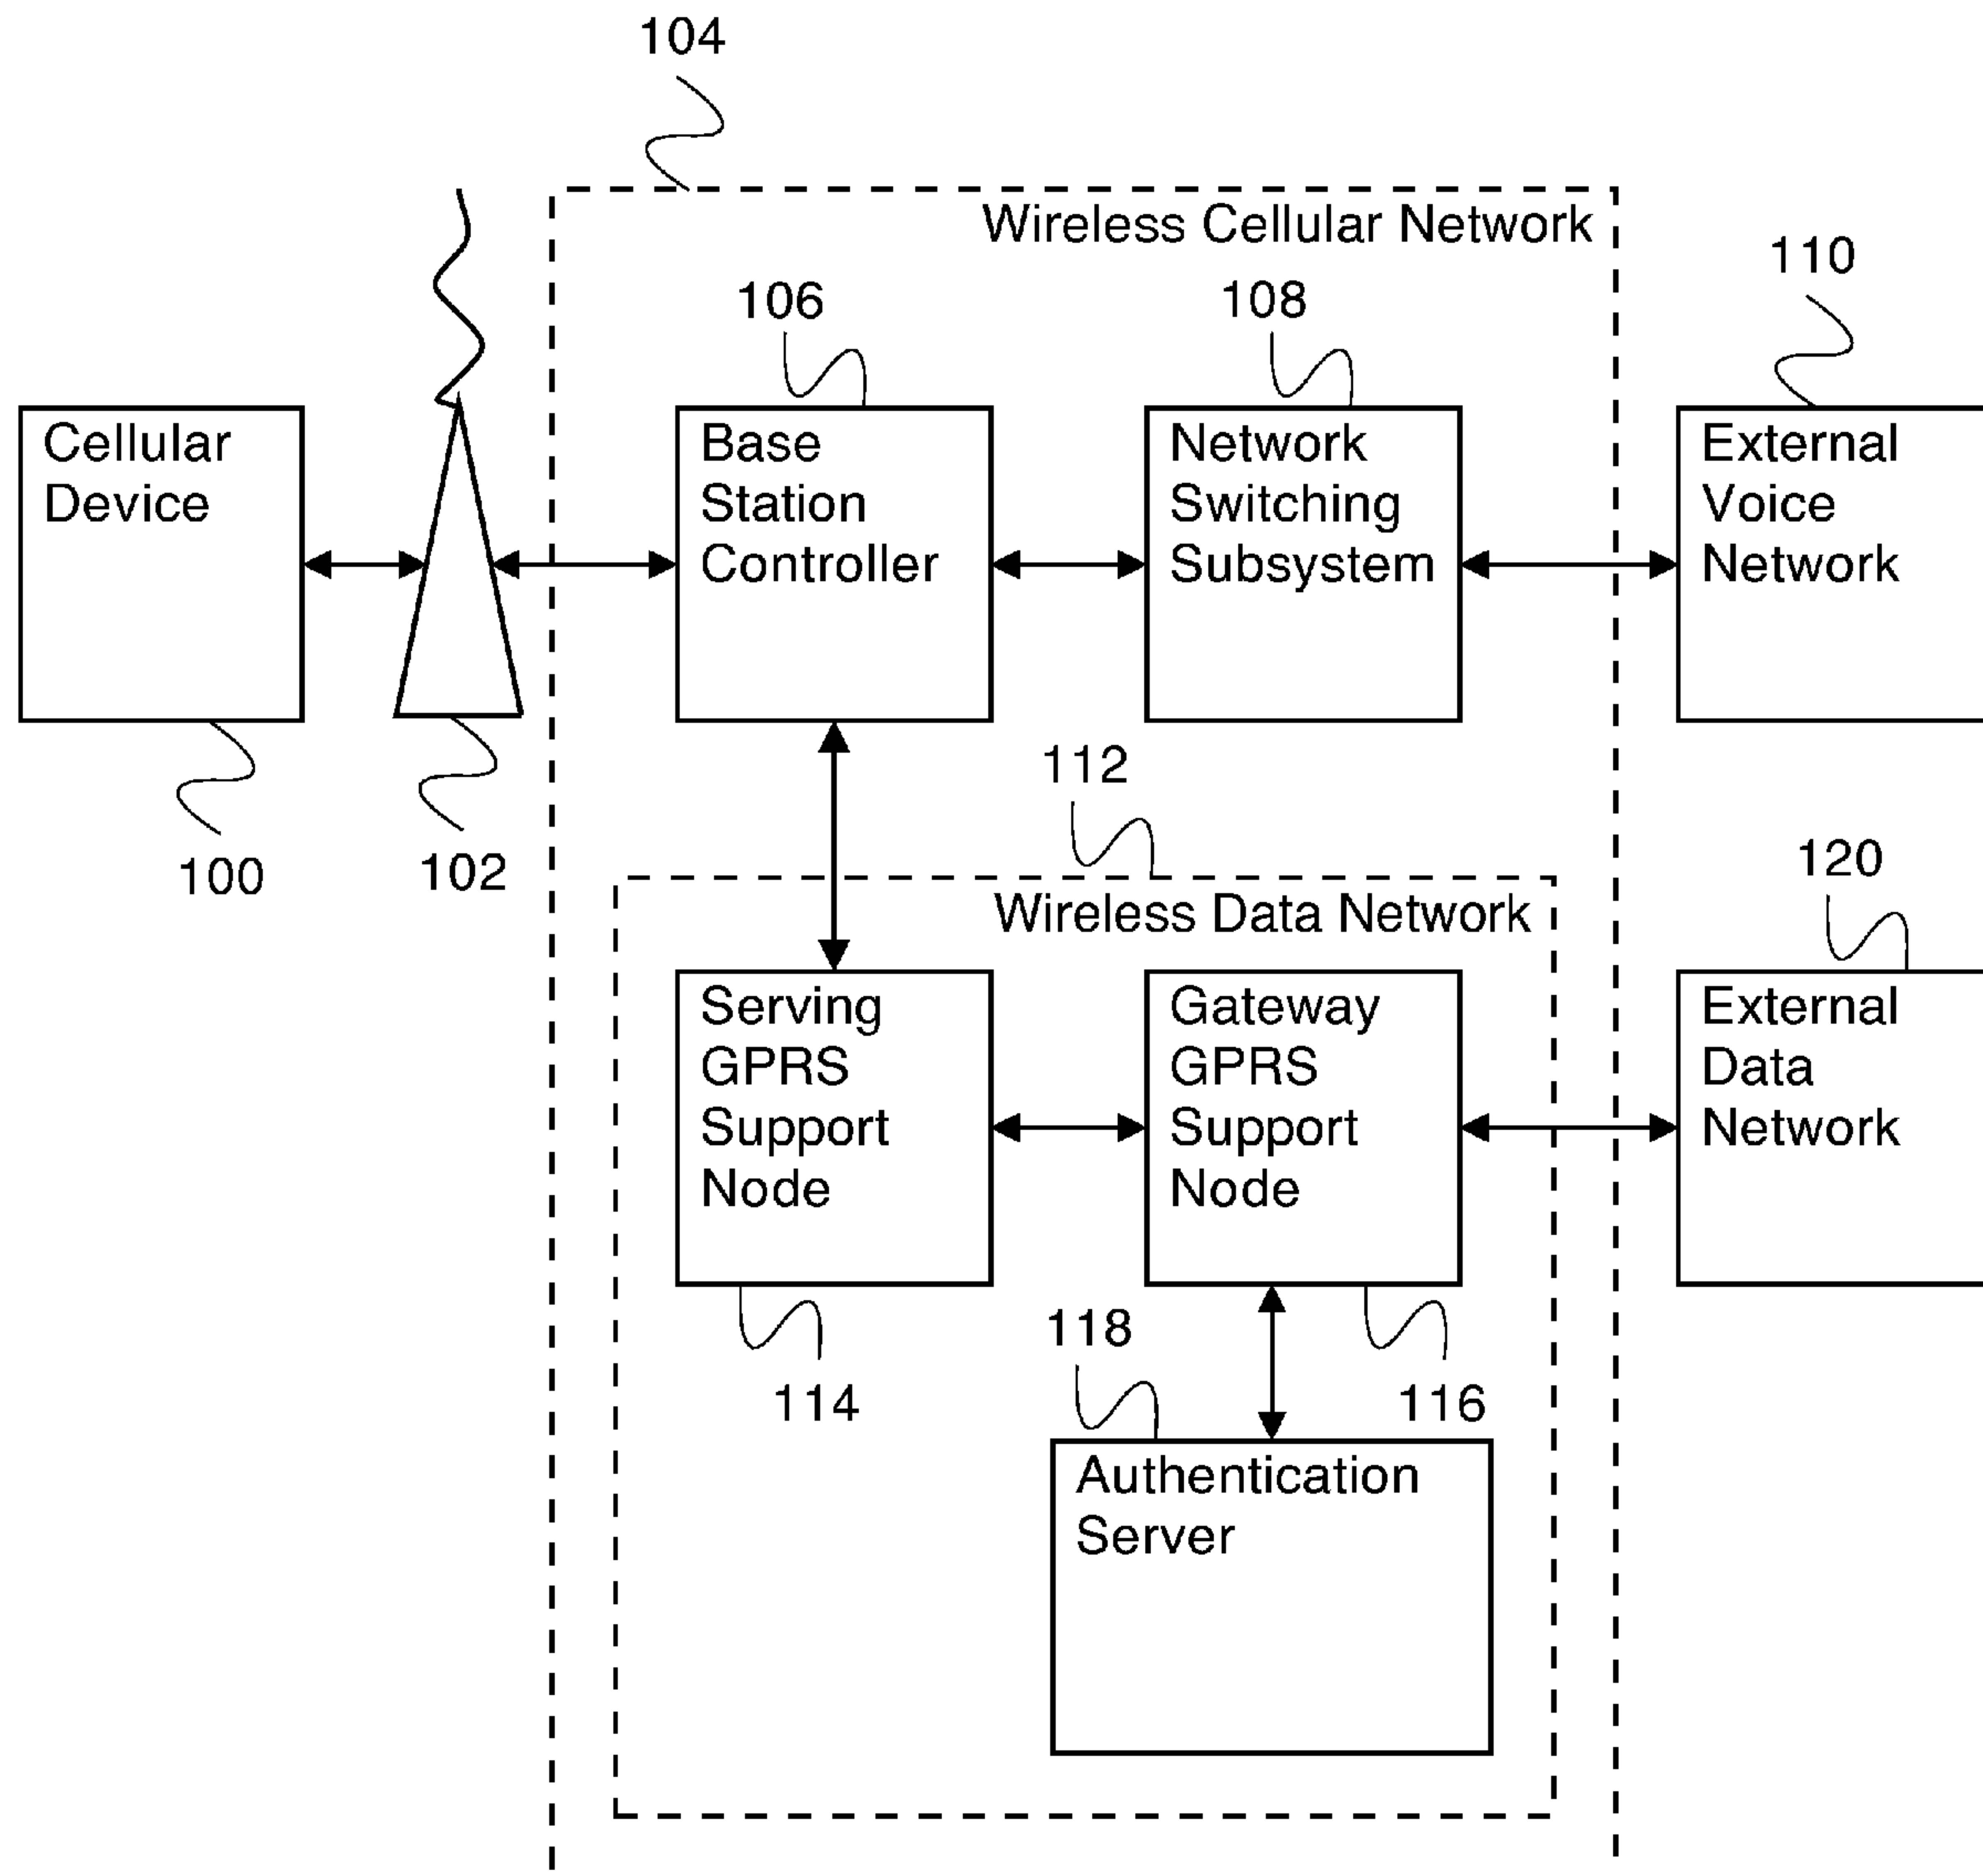 104
Wireless Cellular Network
106
108
110
Cellular
Device
Base
Station
Controller
Network
Switching
Subsystem
External
Voice
Network
100
102
112
120
Wireless Data Network
Serving
GPRS
Support
Node
Gateway
GPRS
Support
Node
External
Data
Network
114
118
116
Authentication
Server